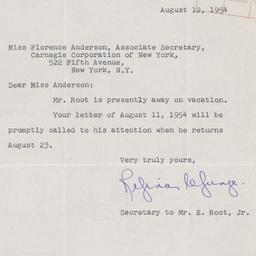 August 12, 1954
Miss Florence Anderson, Associate Secretary,
Carnegie Corporation of New York,
522 Fifth Avenue,
New York, N.Y.
Dear Miss Anderson:
Mr. Root is presently away on vacation.
Your letter of August 11, 1954 will be
promptly called to his attention when he returns
August 23.
Very truly yours,
Secretary to Mr. E. Root, Jr.